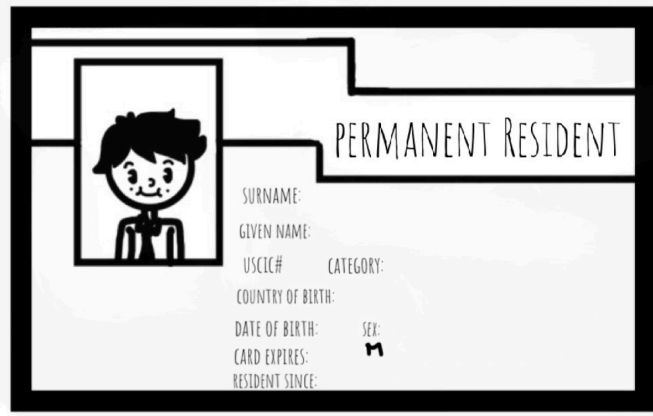 PERMANENT RESIDENT
SURNAME:
GIVEN NAME:
USCIC# CATEGORY:
COUNTRY OF BIRTH:
DATE OF BIRTH: SEX:
M
CARD EXPIRES:
RESIDENT SINCE: